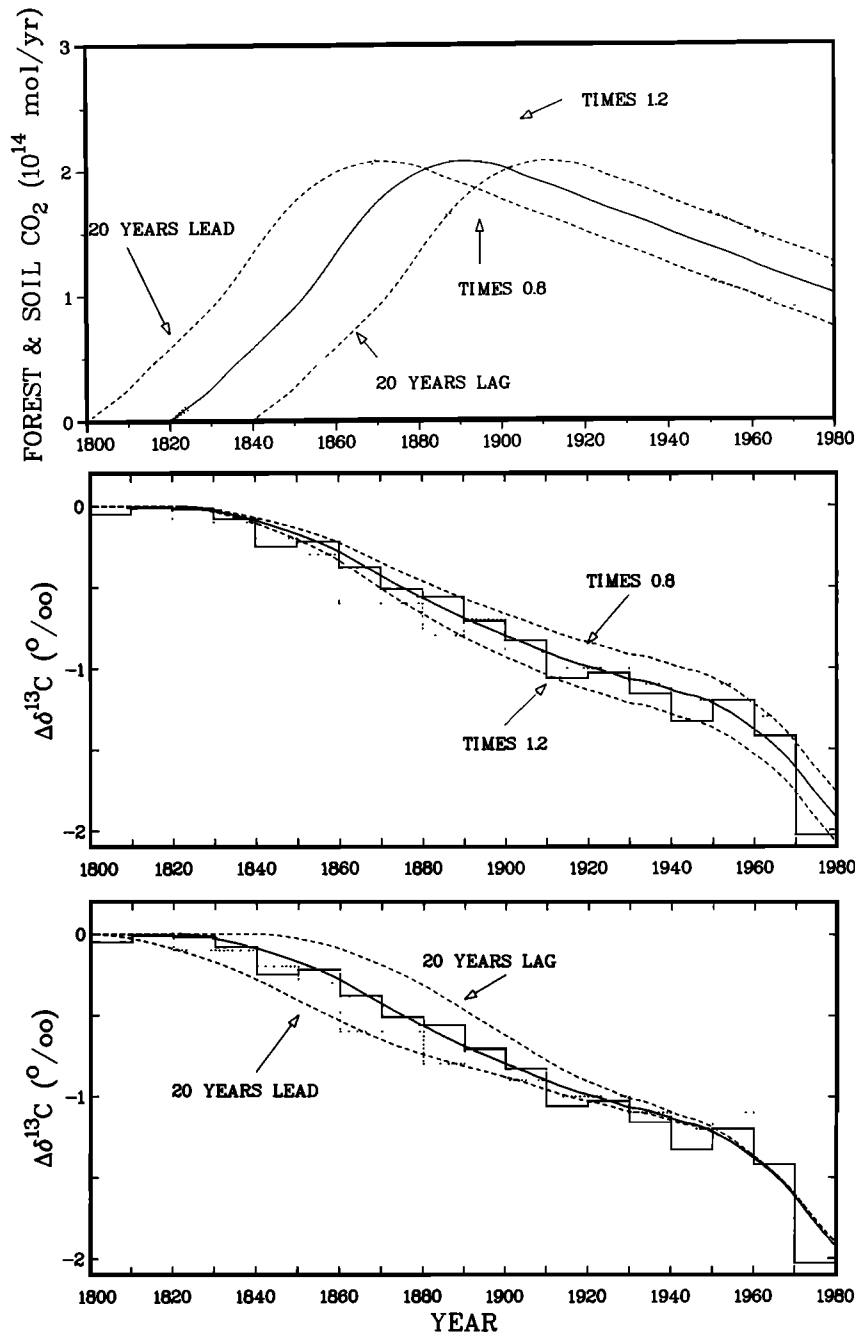 FOREST & SOIL CO₂ (10¹⁴ mol/yr)
3
2
1
0
TIMES 1.2
20 YEARS LEAD
TIMES 0.8
20 YEARS LAG
1800 1820 1840 1860 1880 1900 1920 1940 1960 1980
Δδ¹³C (º/oo)
0
-1
-2
TIMES 0.8
TIMES 1.2
1800 1820 1840 1860 1880 1900 1920 1940 1960 1980
Δδ¹³C (º/oo)
0
-1
-2
20 YEARS LAG
20 YEARS LEAD
1800 1820 1840 1860 1880 1900 1920 1940 1960 1980
YEAR